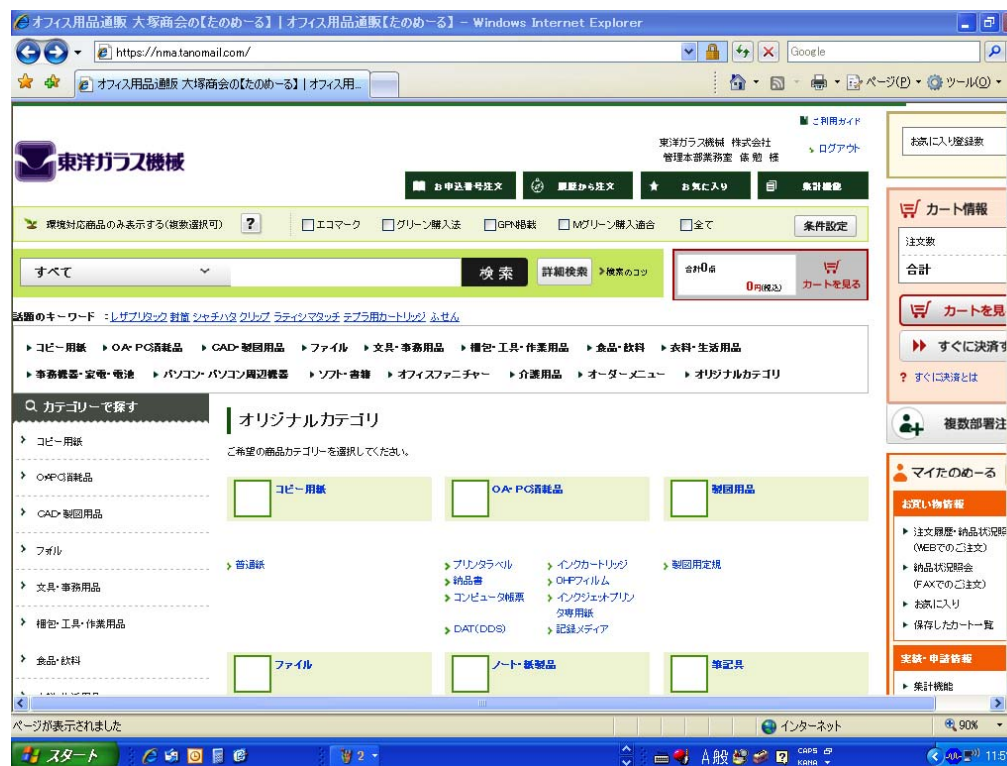 オフィス用品通販 大塚商会の【たのめーる】 | オフィス用品通販【たのめーる】 - Windows Internet Explorer
https://nma.tanomail.com/
Google
オフィス用品通販 大塚商会の【たのめーる】 | オフィス用...
ページ(P)
ツール(O)
ご利用ガイド
東洋ガラス機械 株式会社
管理本部業務室 俵 勉 様
ログアウト
東洋ガラス機械
お申込番号注文
履歴から注文
お気に入り
集計機能
環境対応商品のみ表示する(複数選択可)
?
エコマーク
グリーン購入法
GPN掲載
Mグリーン購入適合
全て
条件設定
すべて
検索
詳細検索
検索のコツ
合計0点
0円(税込)
カートを見る
話題のキーワード :レザプリタック 封筒 シャチハタ クリップ ラティシマタッチ テプラ用カートリッジ ふせん
コピー用紙
OA・PC消耗品
CAD・製図用品
ファイル
文具・事務用品
梱包・工具・作業用品
食品・飲料
衣料・生活用品
事務機器・家電・電池
パソコン・パソコン周辺機器
ソフト・書籍
オフィスファニチャー
介護用品
オーダーメニュー
オリジナルカテゴリ
カテゴリーで探す
コピー用紙
OA・PC消耗品
CAD・製図用品
ファイル
文具・事務用品
梱包・工具・作業用品
食品・飲料
オリジナルカテゴリ
ご希望の商品カテゴリーを選択してください。
コピー用紙
OA・PC消耗品
製図用品
普通紙
プリンタラベル
インクカートリッジ
製図用定規
納品書
OHPフィルム
コンピュータ帳票
インクジェットプリン
タ専用紙
DAT(DDS)
記録メディア
ファイル
ノート・紙製品
筆記具
お気に入り登録数
カート情報
注文数
合計
カートを見
すぐに決済す
? すぐに決済とは
複数部署注
マイたのめーる
お買い物情報
注文履歴・納品状況照
(WEBでのご注文)
納品状況照会
(FAXでのご注文)
お気に入り
保存したカート一覧
実績・申請情報
集計機能
ページが表示されました
インターネット
90%
スタート
2
A 般
CAPS
KANA
11:5